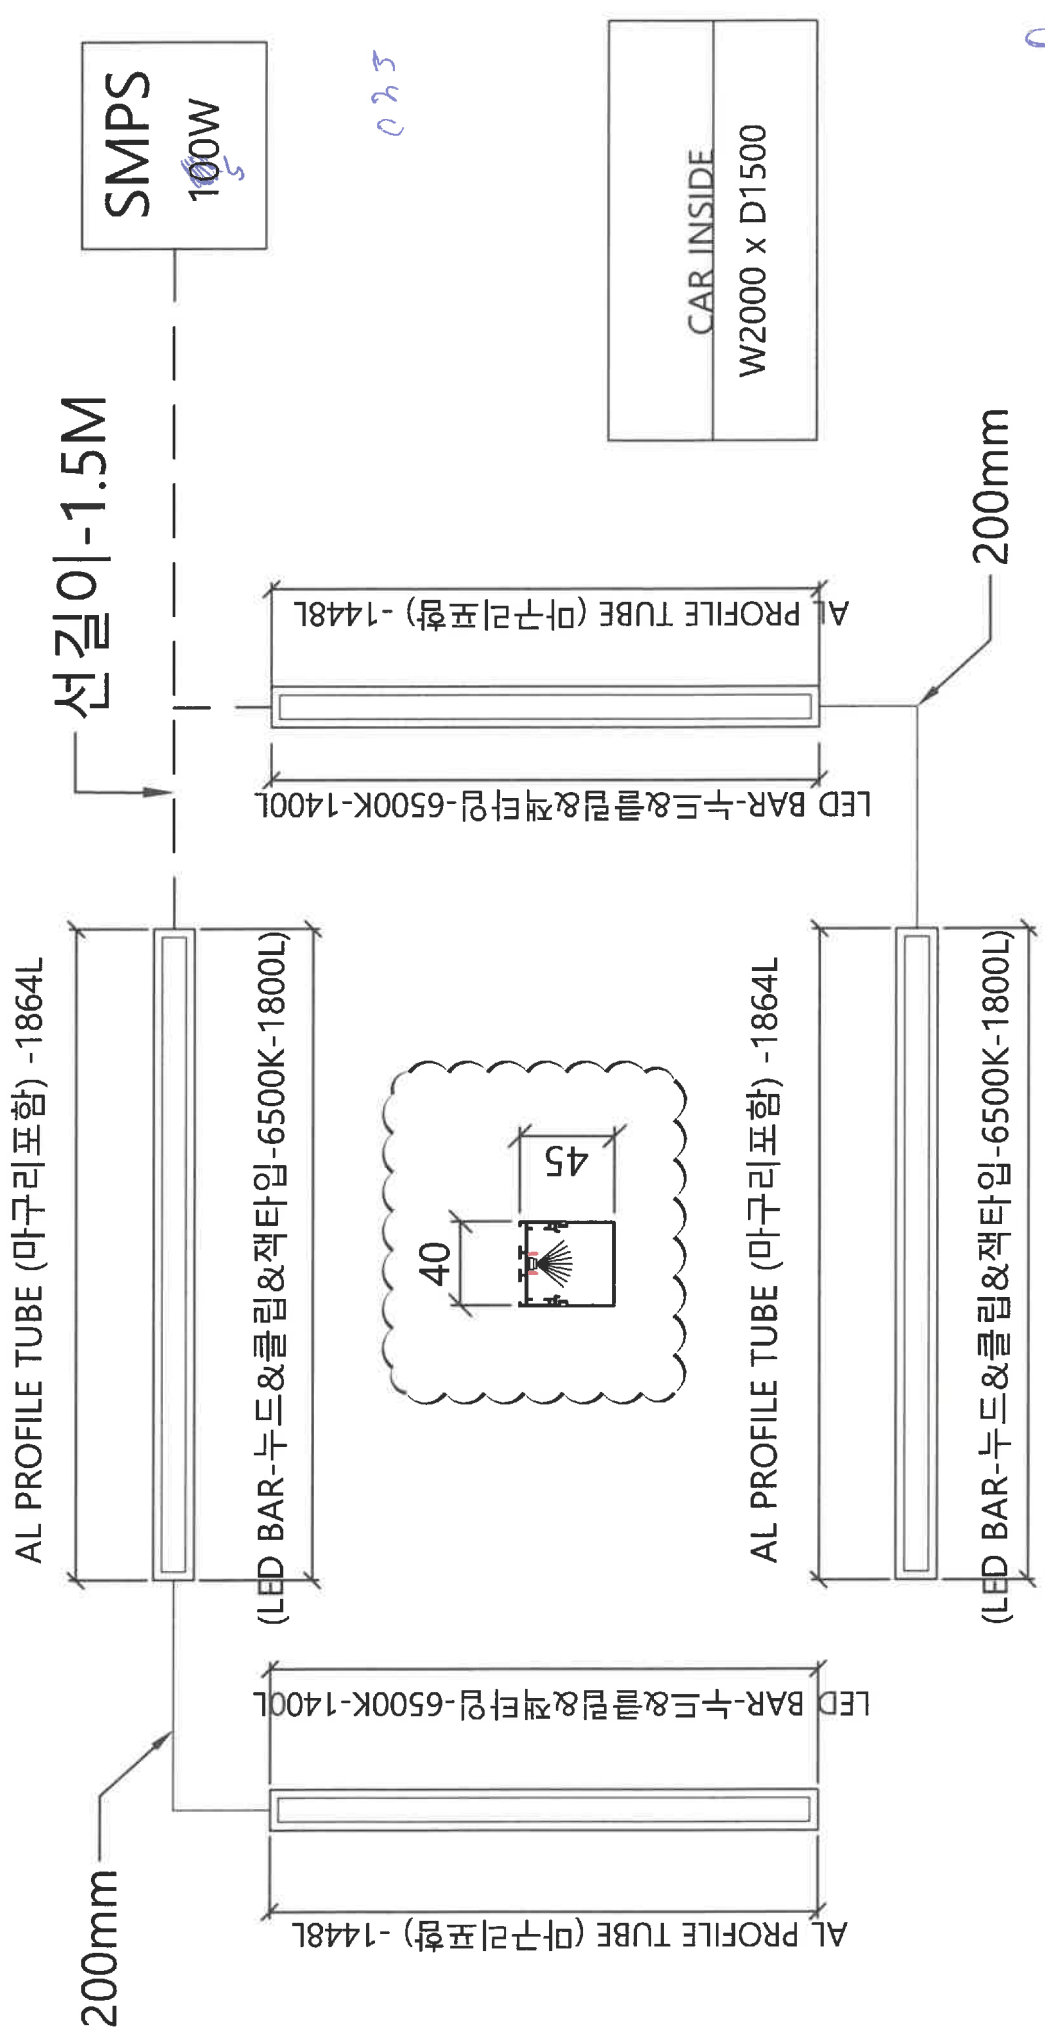 SMPS
100W
5
023
선길이-1.5M
CAR INSIDE
W2000 x D1500
AL PROFILE TUBE (마구리포함) -1864L
(LED BAR-누드&클립&잭타입-6500K-1800L)
AL PROFILE TUBE (마구리포함) -1448L
LED BAR-누드&클립&잭타입-6500K-1400L
200mm
40
45
200mm
LED BAR-누드&클립&잭타입-6500K-1400L
AL PROFILE TUBE (마구리포함) -1448L
AL PROFILE TUBE (마구리포함) -1864L
(LED BAR-누드&클립&잭타입-6500K-1800L)